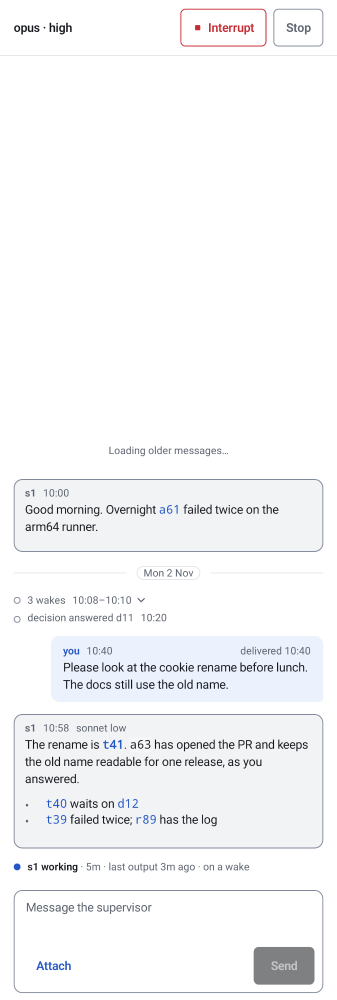 opus · high
Interrupt
Stop
Loading older messages…
s1 10:00
Good morning. Overnight a61 failed twice on the
arm64 runner.
Mon 2 Nov
3 wakes 10:08–10:10
decision answered d11 10:20
you 10:40 delivered 10:40
Please look at the cookie rename before lunch.
The docs still use the old name.
s1 10:58 sonnet low
The rename is t41. a63 has opened the PR and keeps
the old name readable for one release, as you
answered.
• t40 waits on d12
• t39 failed twice; r89 has the log
s1 working · 5m · last output 3m ago · on a wake
Message the supervisor
Attach
Send